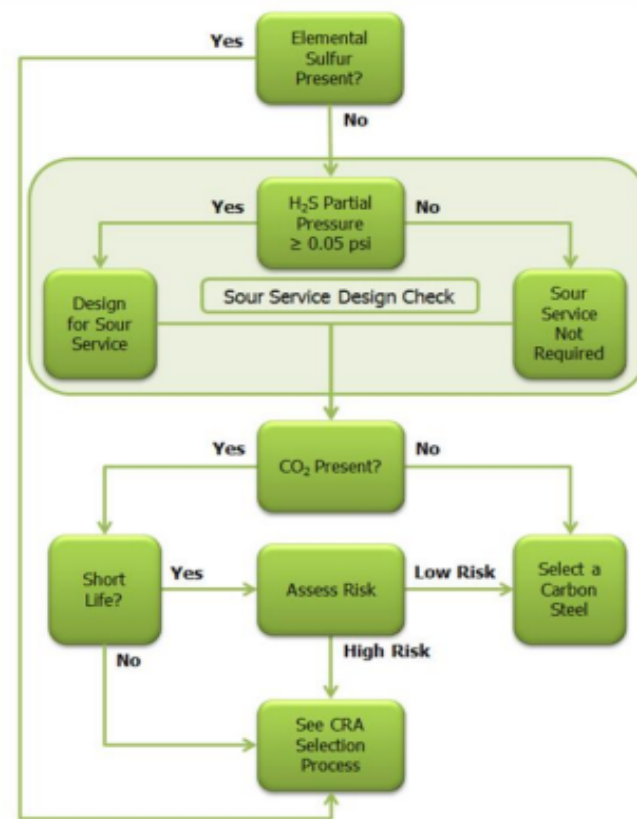 Yes
Elemental
Sulfur
Present?
No
Yes
H₂S Partial
Pressure
≥ 0.05 psi
No
Design
for Sour
Service
Sour Service Design Check
Sour
Service
Not
Required
Yes
CO₂ Present?
No
Short
Life?
Yes
Assess Risk
Low Risk
Select a
Carbon
Steel
No
High Risk
See CRA
Selection
Process